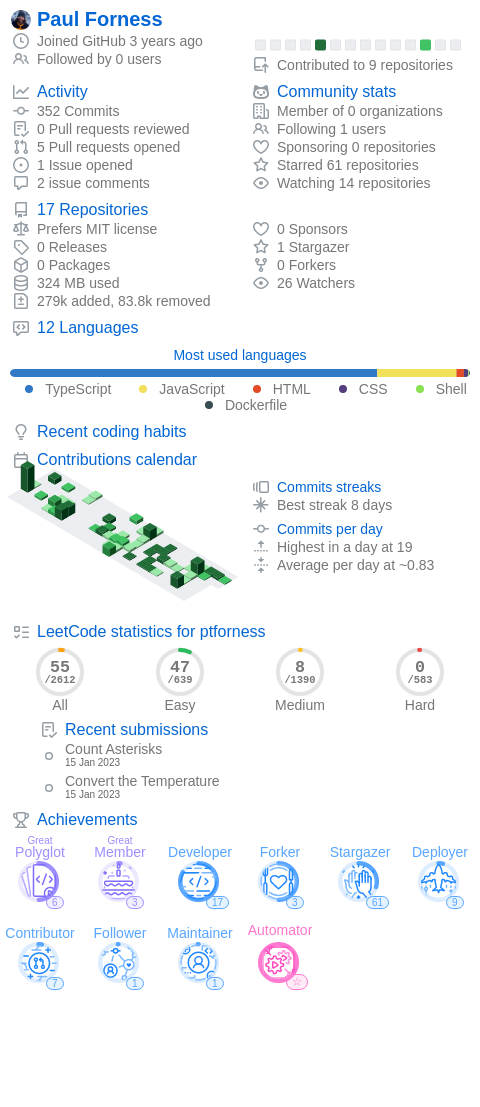 Paul Forness
Joined GitHub 3 years ago
Followed by 0 users
Contributed to 9 repositories
Activity
352 Commits
0 Pull requests reviewed
5 Pull requests opened
1 Issue opened
2 issue comments
Community stats
Member of 0 organizations
Following 1 users
Sponsoring 0 repositories
Starred 61 repositories
Watching 14 repositories
17 Repositories
Prefers MIT license
0 Releases
0 Packages
324 MB used
279k added, 83.8k removed
0 Sponsors
1 Stargazer
0 Forkers
26 Watchers
12 Languages
Most used languages
TypeScript JavaScript HTML CSS Shell
Dockerfile
Recent coding habits
Contributions calendar
Commits streaks
Best streak 8 days
Commits per day
Highest in a day at 19
Average per day at ~0.83
LeetCode statistics for ptforness
55 47 8 0
/2612 /639 /1390 /583
All Easy Medium Hard
Recent submissions
Count Asterisks
15 Jan 2023
Convert the Temperature
15 Jan 2023
Achievements
Great Great
Polyglot Member Developer Forker Stargazer Deployer
6 3 17 3 61 9
Contributor Follower Maintainer Automator
7 1 1